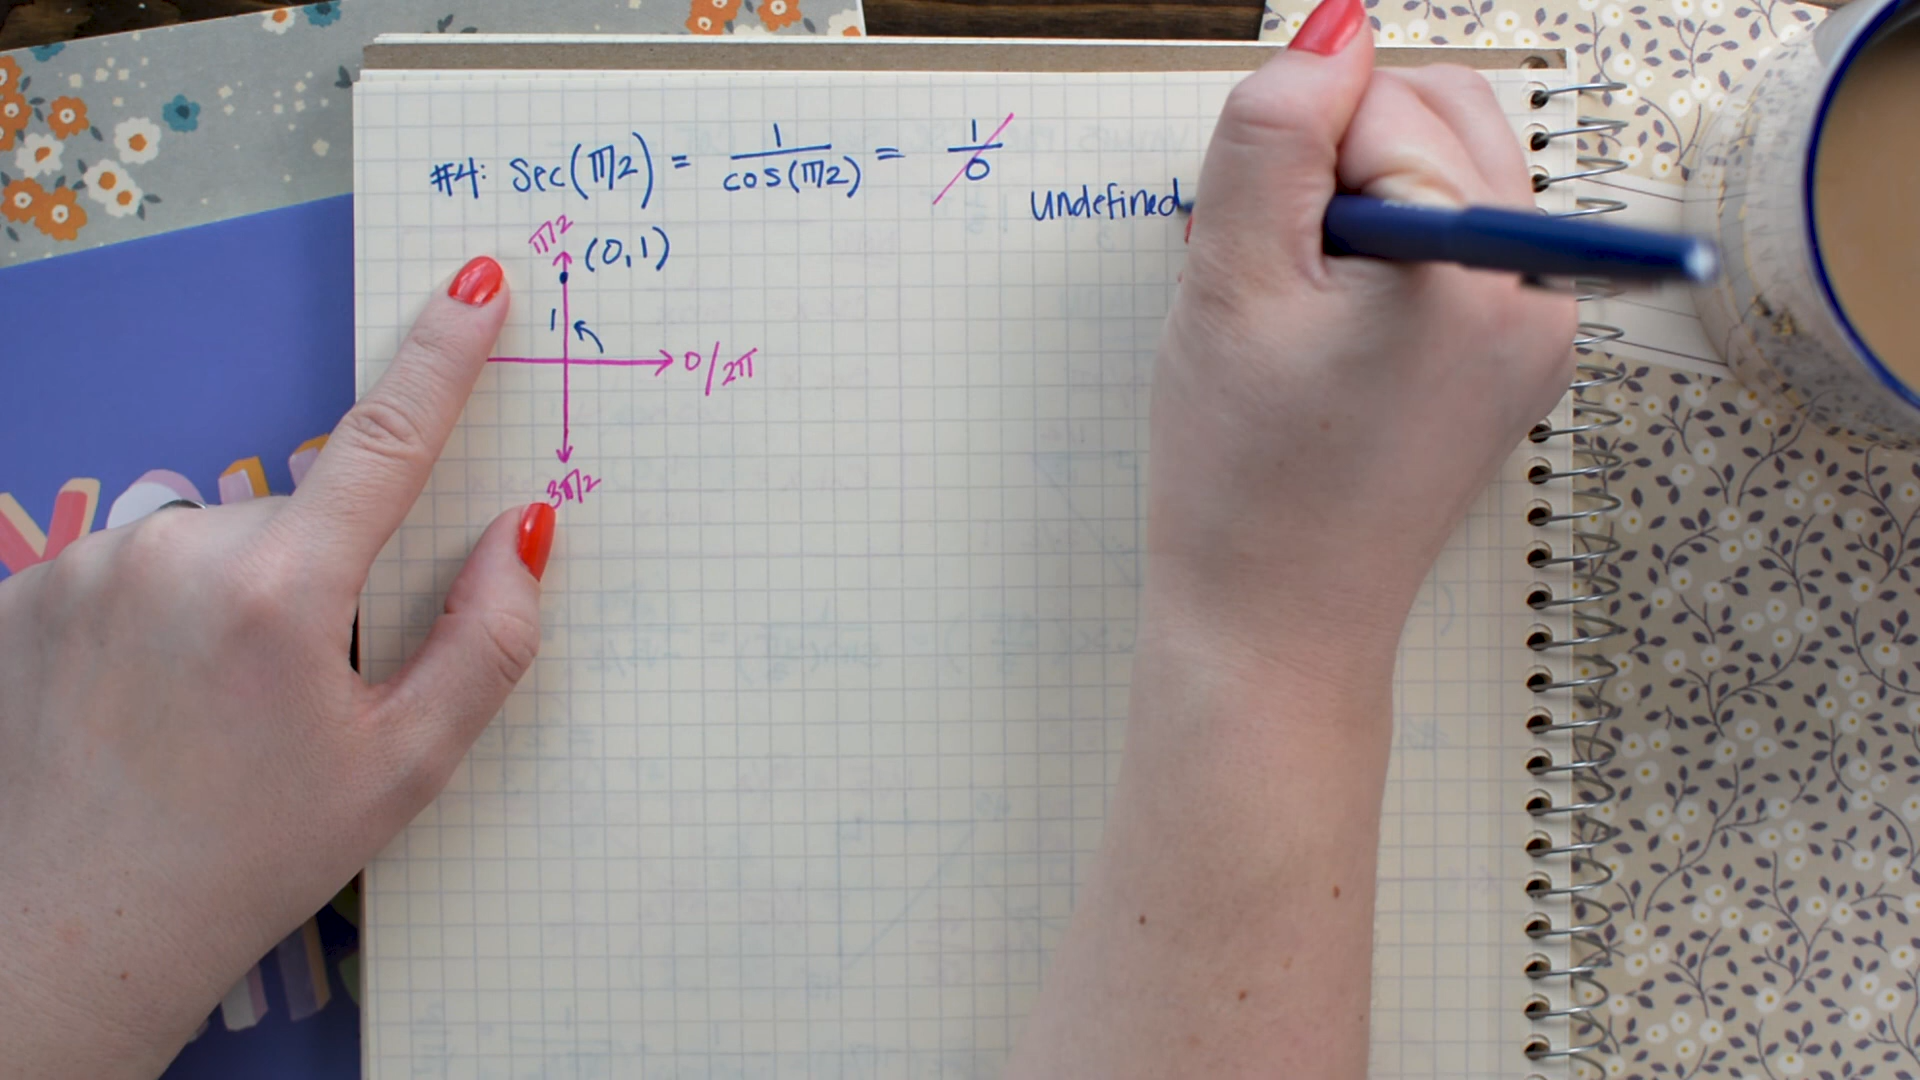 #4: sec(π/2) = 1/cos(π/2) = 1/0
undefined
π/2
(0,1)
1
0/2π
3π/2